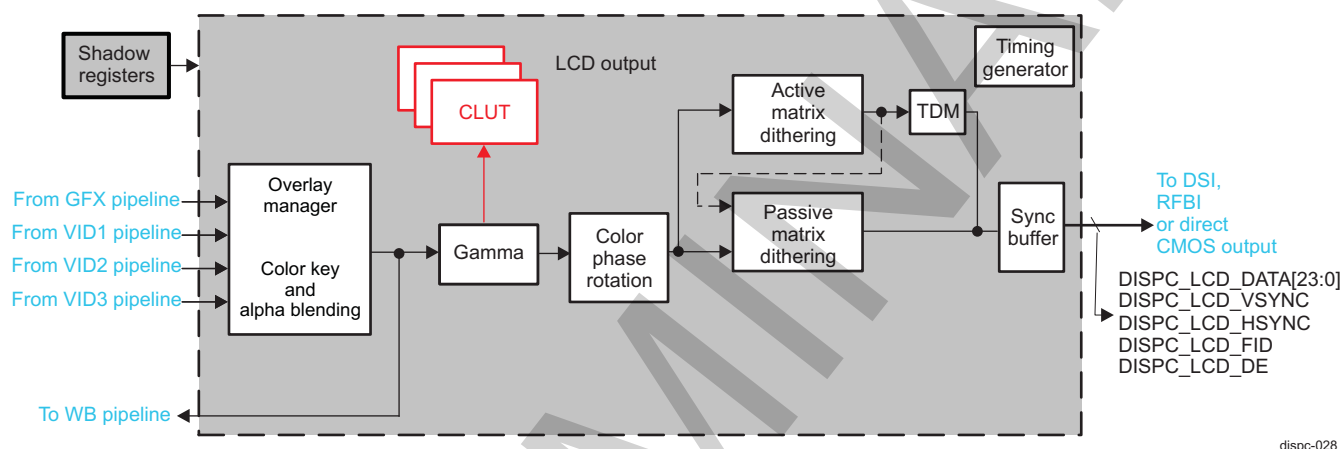 Shadow
registers
LCD output
CLUT
Timing
generator
Active
matrix
dithering
TDM
From GFX pipeline
From VID1 pipeline
From VID2 pipeline
From VID3 pipeline
Overlay
manager
Color key
and
alpha blending
Gamma
Color
phase
rotation
Passive
matrix
dithering
Sync
buffer
To DSI,
RFBI
or direct
CMOS output
DISPC_LCD_DATA[23:0]
DISPC_LCD_VSYNC
DISPC_LCD_HSYNC
DISPC_LCD_FID
DISPC_LCD_DE
To WB pipeline
dispc-028